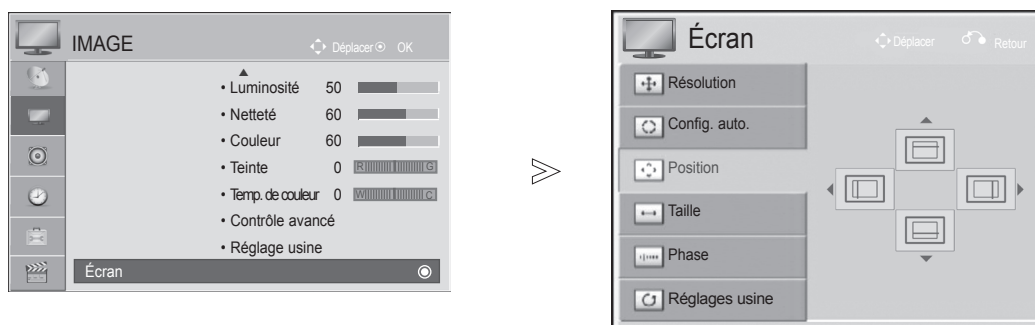 IMAGE
Déplacer OK
• Luminosité 50
• Netteté 60
• Couleur 60
• Teinte 0 R G
• Temp. de couleur 0 W C
• Contrôle avancé
• Réglage usine
Écran
Écran
Déplacer Retour
Résolution
Config. auto.
Position
Taille
Phase
Réglages usine